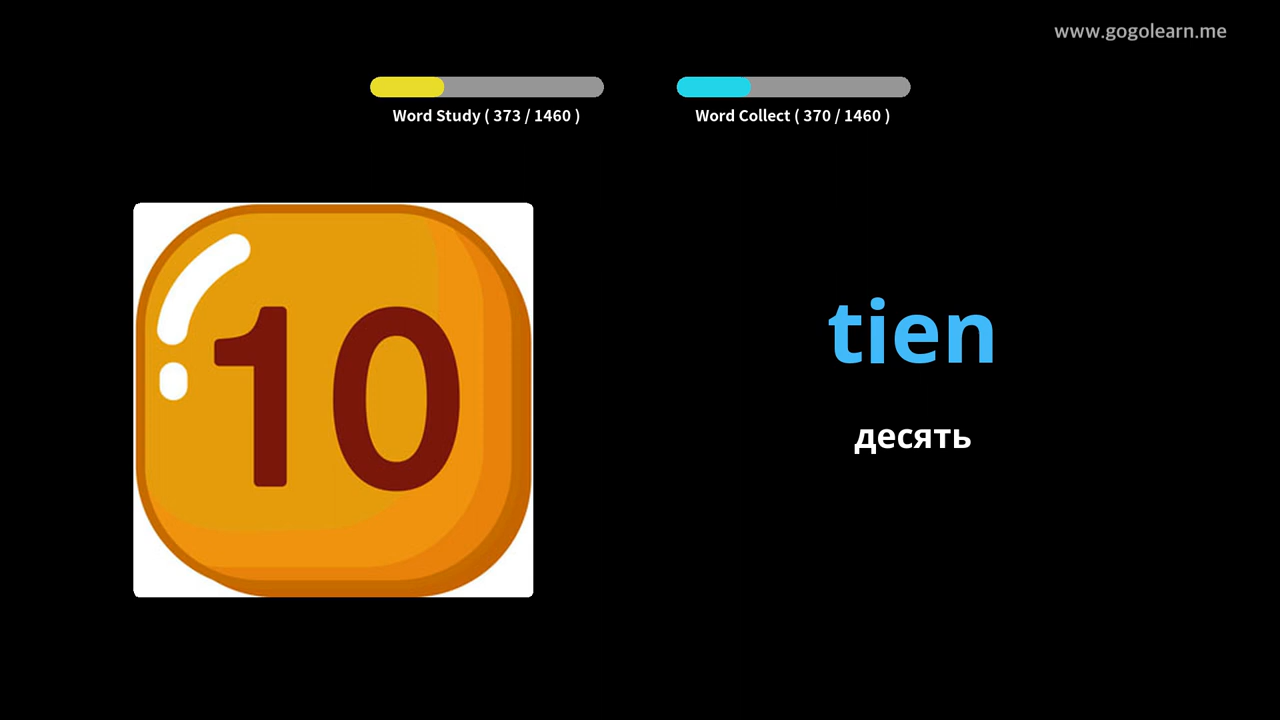 www.gogolearn.me
Word Study ( 373 / 1460 )
Word Collect ( 370 / 1460 )
10
tien
десять